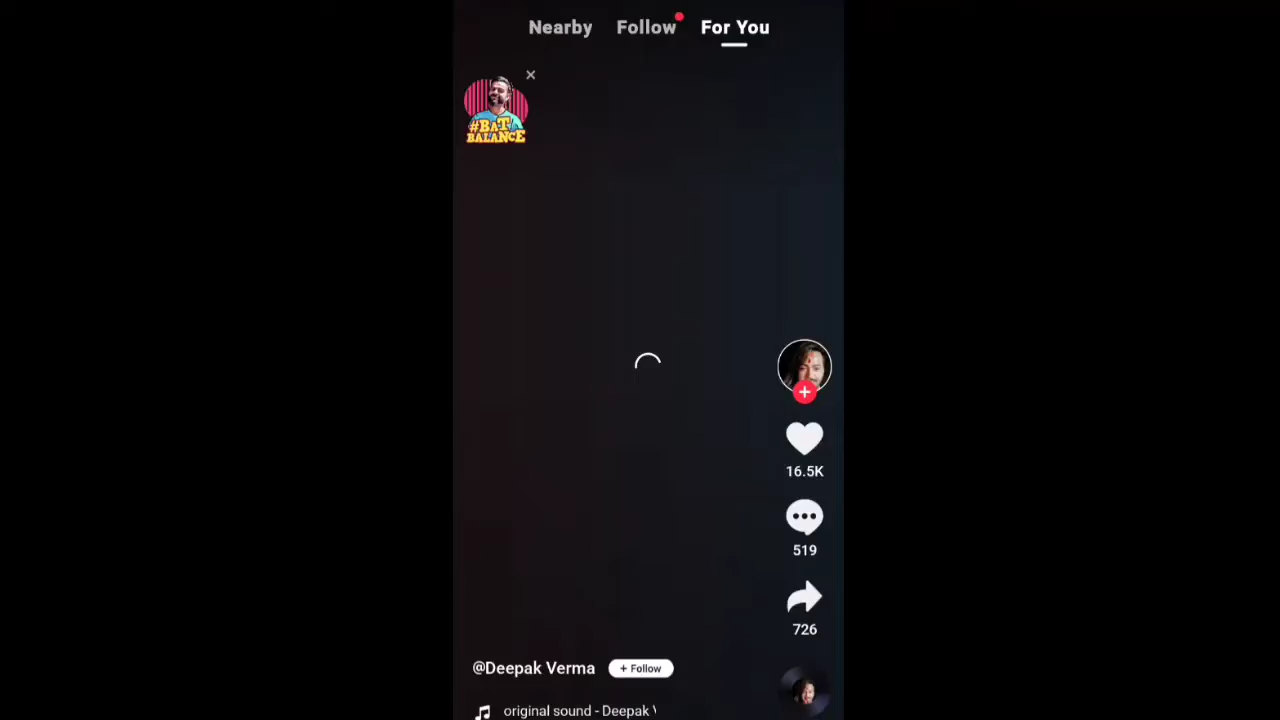 Nearby Follow For You
#BAT
BALANCE
16.5K
519
726
@Deepak Verma + Follow
original sound - Deepak